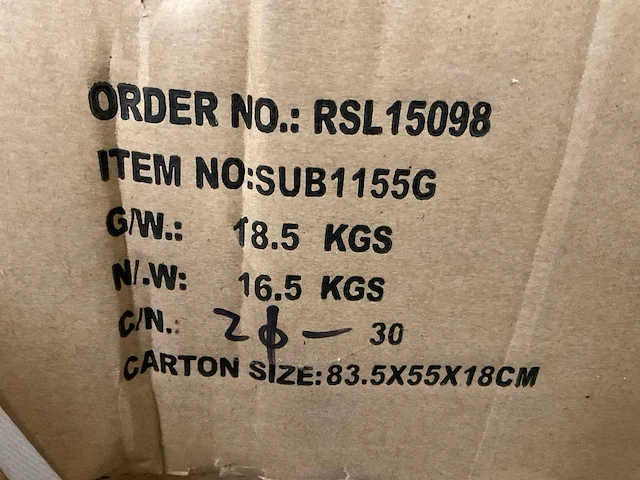 ORDER NO.: RSL15098
ITEM NO:SUB1155G
G/W.: 18.5 KGS
N/.W: 16.5 KGS
C/N.: — 30
CARTON SIZE:83.5X55X18CM